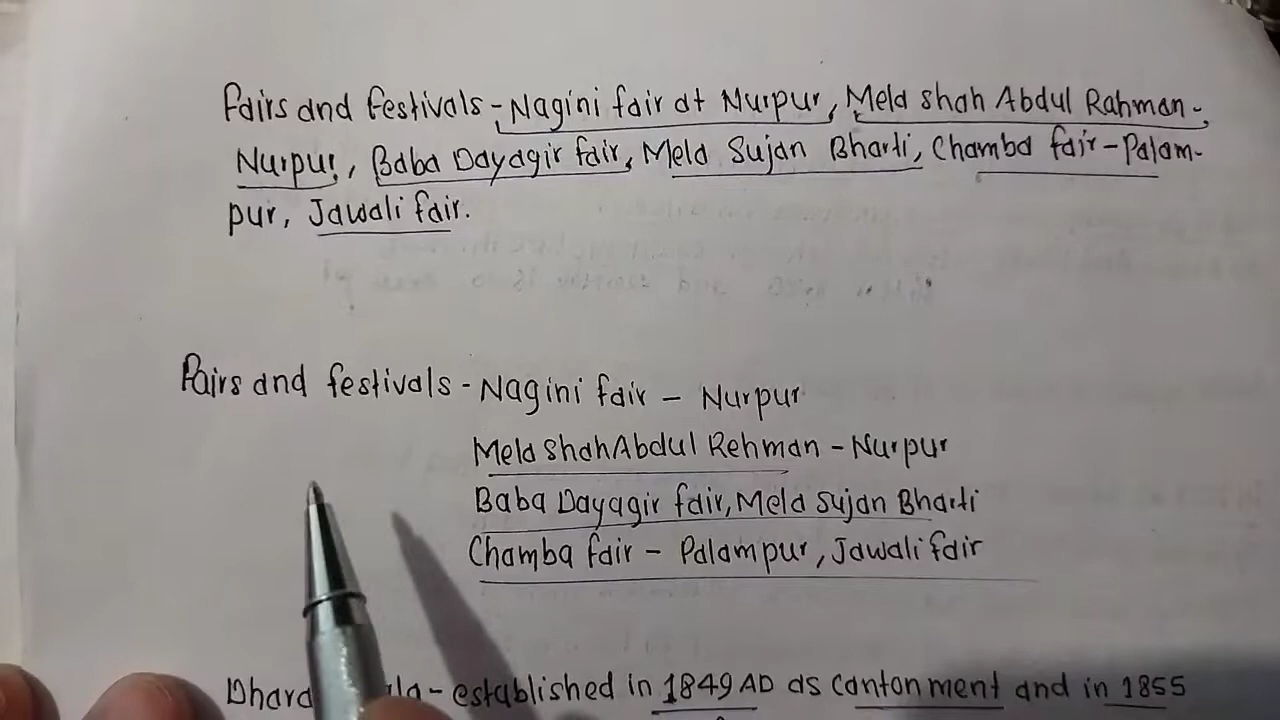 Fairs and festivals - Nagini fair at Nurpur, Mela shah Abdul Rahman -
Nurpur, Baba Dayagir fair, Mela Sujan Bharti, Chamba fair - Palam-
pur, Jawali fair.
Fairs and festivals - Nagini fair - Nurpur
Mela Shah Abdul Rehman - Nurpur
Baba Dayagir fair, Mela Sujan Bharti
Chamba fair - Palampur, Jawali fair
established in 1849 AD as cantonment and in 1855